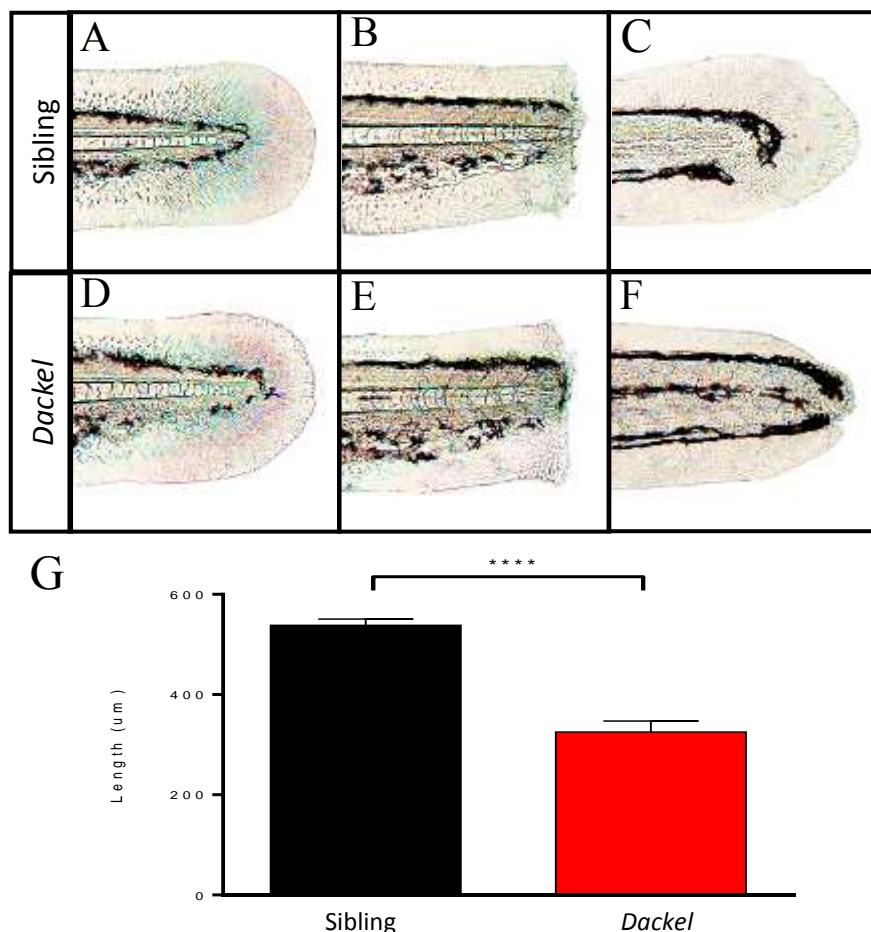 A B C
Sibling
D E F
Dackel
G
****
600
400
200
0
Length (um)
Sibling Dackel